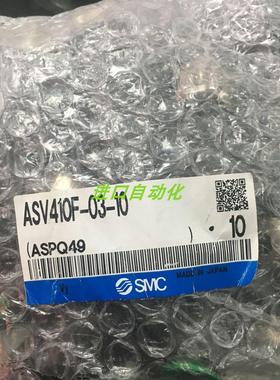 ASV410F-03-10
进口自动化
(ASPQ49 ) · 10
SMC
MADE IN JAPAN